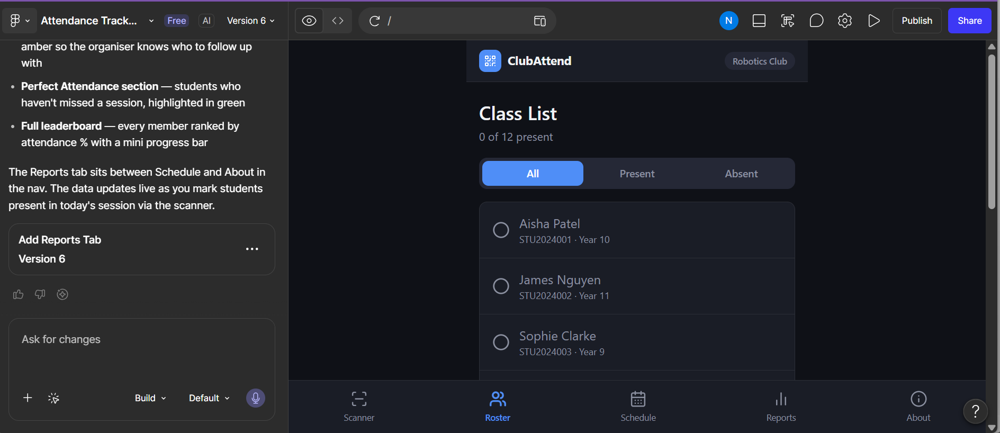 Attendance Track...
Free
AI
Version 6
/
N
Publish
Share
amber so the organiser knows who to follow up
with
• Perfect Attendance section — students who
haven't missed a session, highlighted in green
• Full leaderboard — every member ranked by
attendance % with a mini progress bar
The Reports tab sits between Schedule and About in
the nav. The data updates live as you mark students
present in today's session via the scanner.
Add Reports Tab
Version 6
Ask for changes
Build
Default
ClubAttend
Robotics Club
Class List
0 of 12 present
All
Present
Absent
Aisha Patel
STU2024001 · Year 10
James Nguyen
STU2024002 · Year 11
Sophie Clarke
STU2024003 · Year 9
Scanner
Roster
Schedule
Reports
About
?